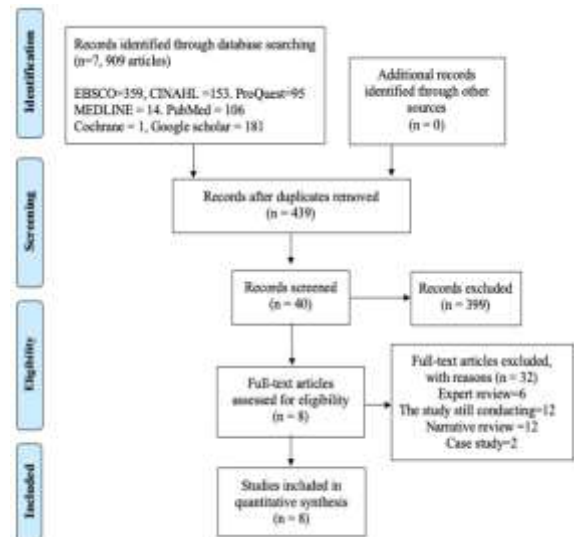 Identification
Records identified through database searching
(n=7, 909 articles)
EBSCO=359, CINAHL =153. ProQuest=95
MEDLINE = 14. PubMed = 106
Cochrane = 1, Google scholar = 181
Additional records
identified through other
sources
(n = 0)
Screening
Records after duplicates removed
(n = 439)
Records screened
(n = 40)
Records excluded
(n = 399)
Eligibility
Full-text articles
assessed for eligibility
(n = 8)
Full-text articles excluded,
with reasons (n = 32)
Expert review=6
The study still conducting=12
Narrative review =12
Case study=2
Included
Studies included in
quantitative synthesis
(n = 8)